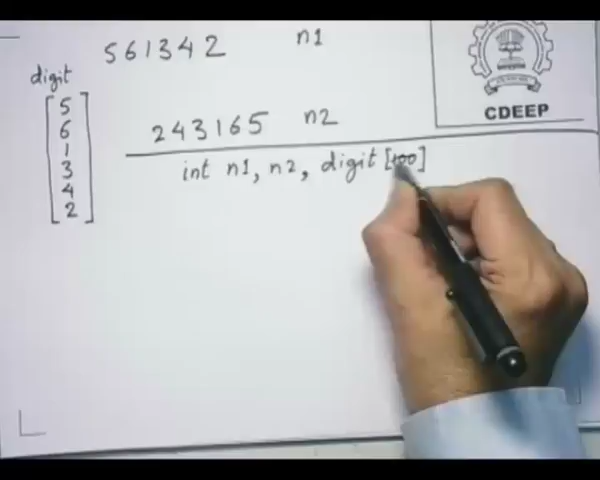 561342 n1
digit
5
6
1
3
4
2
CDEEP
243165 n2
int n1, n2, digit [100]